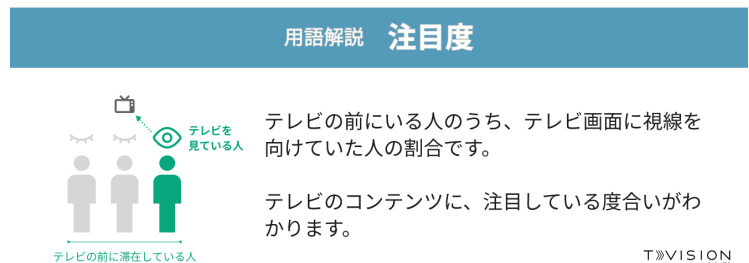 用語解説 注目度
テレビを
見ている人
テレビの前に滞在している人
テレビの前にいる人のうち、テレビ画面に視線を
向けていた人の割合です。
テレビのコンテンツに、注目している度合いがわ
かります。
TVISION